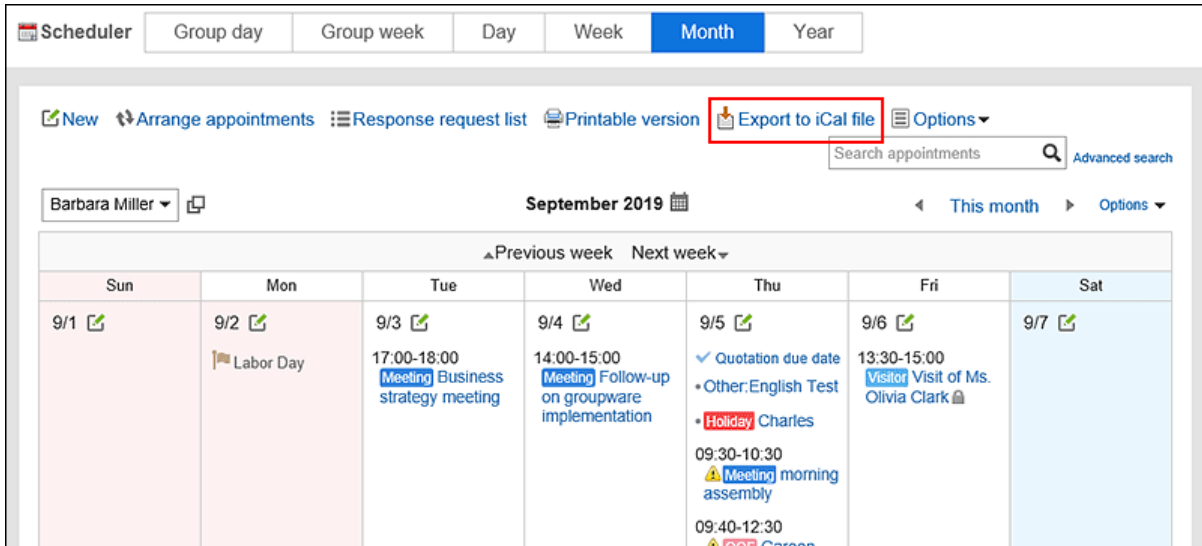 Scheduler Group day Group week Day Week Month Year
New Arrange appointments Response request list Printable version Export to iCal file Options
Search appointments Advanced search
Barbara Miller September 2019 This month Options
Previous week Next week
Sun Mon Tue Wed Thu Fri Sat
9/1
9/2
Labor Day
9/3
17:00-18:00
Meeting Business
strategy meeting
9/4
14:00-15:00
Meeting Follow-up
on groupware
implementation
9/5
Quotation due date
•Other:English Test
•Holiday Charles
09:30-10:30
Meeting morning
assembly
09:40-12:30
9/6
13:30-15:00
Visitor Visit of Ms.
Olivia Clark
9/7